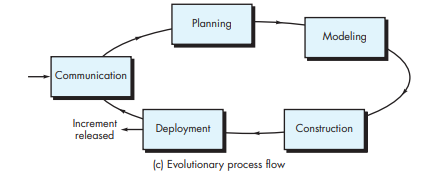 Planning
Modeling
Communication
Increment
released
Deployment
Construction
(c) Evolutionary process flow